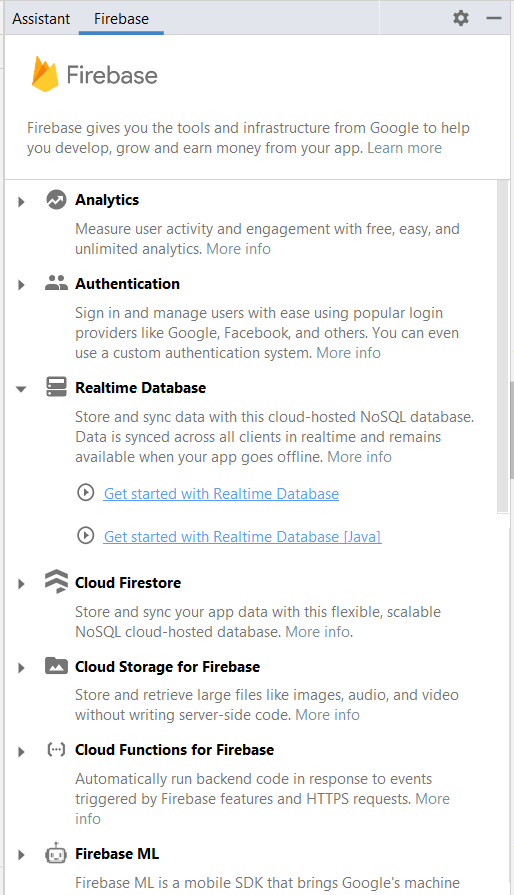 Assistant Firebase
Firebase
Firebase gives you the tools and infrastructure from Google to help
you develop, grow and earn money from your app. Learn more
Analytics
Measure user activity and engagement with free, easy, and
unlimited analytics. More info
Authentication
Sign in and manage users with ease using popular login
providers like Google, Facebook, and others. You can even
use a custom authentication system. More info
Realtime Database
Store and sync data with this cloud-hosted NoSQL database.
Data is synced across all clients in realtime and remains
available when your app goes offline. More info
Get started with Realtime Database
Get started with Realtime Database [Java]
Cloud Firestore
Store and sync your app data with this flexible, scalable
NoSQL cloud-hosted database. More info.
Cloud Storage for Firebase
Store and retrieve large files like images, audio, and video
without writing server-side code. More info
Cloud Functions for Firebase
Automatically run backend code in response to events
triggered by Firebase features and HTTPS requests. More
info
Firebase ML
Firebase ML is a mobile SDK that brings Google's machine